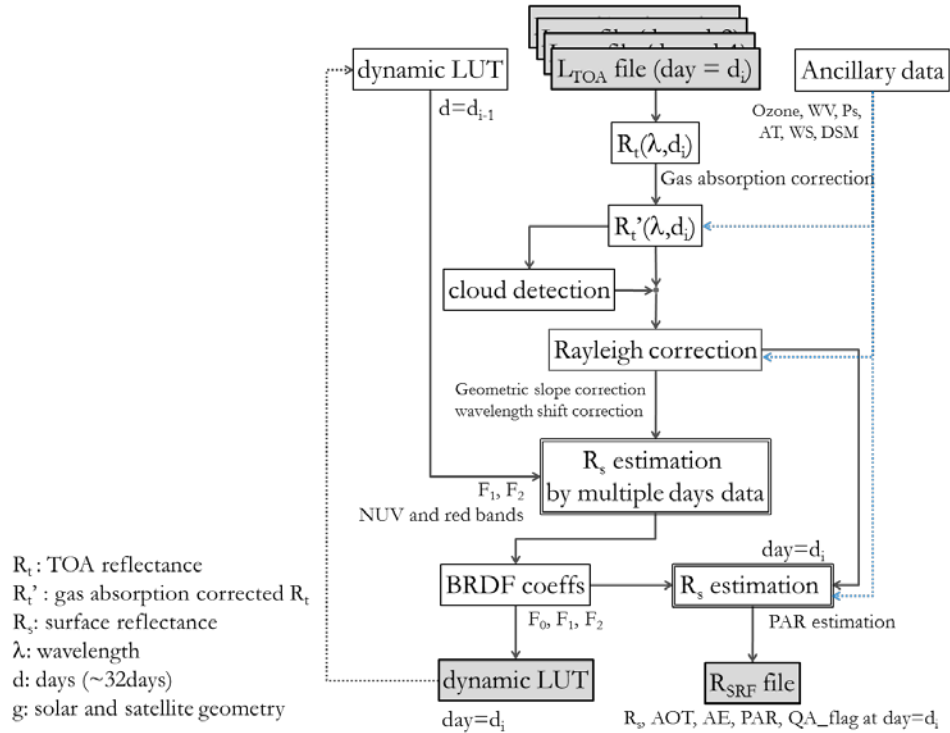 dynamic LUT
d=dᵢ₋₁
L_TOA file (day = dᵢ)
Ancillary data
Ozone, WV, Ps,
AT, WS, DSM
Rₜ(λ,dᵢ)
Gas absorption correction
Rₜ'(λ,dᵢ)
cloud detection
Rayleigh correction
Geometric slope correction
wavelength shift correction
Rₛ estimation
by multiple days data
F₁, F₂
NUV and red bands
day=dᵢ
BRDF coeffs
Rₛ estimation
F₀, F₁, F₂
PAR estimation
dynamic LUT
day=dᵢ
R_SRF file
Rₛ, AOT, AE, PAR, QA_flag at day=dᵢ
Rₜ : TOA reflectance
Rₜ' : gas absorption corrected Rₜ
Rₛ: surface reflectance
λ: wavelength
d: days (~32days)
g: solar and satellite geometry